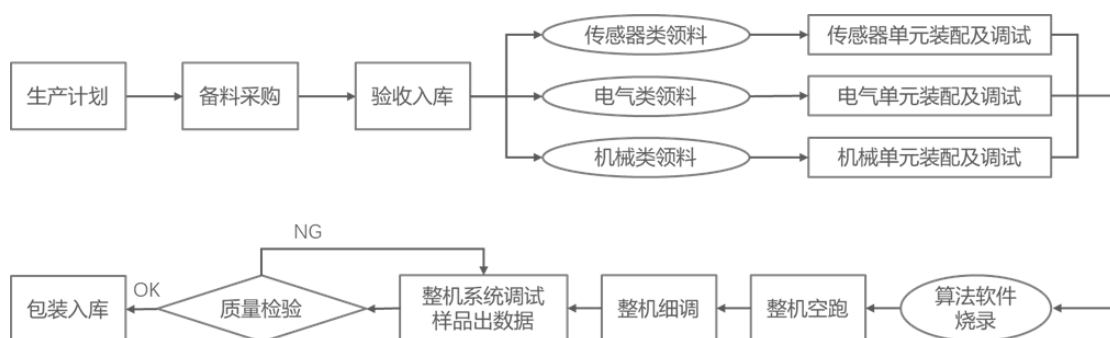 生产计划
备料采购
验收入库
传感器类领料
传感器单元装配及调试
电气类领料
电气单元装配及调试
机械类领料
机械单元装配及调试
算法软件
烧录
整机空跑
整机细调
整机系统调试
样品出数据
质量检验
NG
OK
包装入库